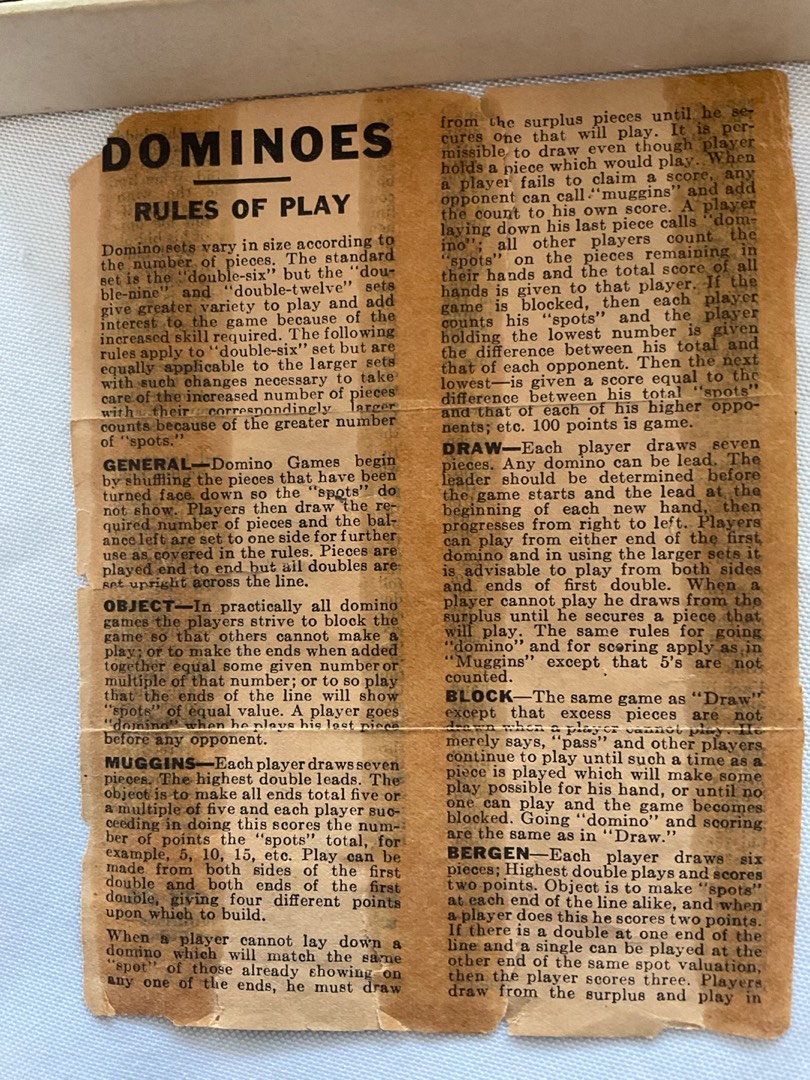 DOMINOES
RULES OF PLAY
Domino sets vary in size according to
the number of pieces. The standard
set is the "double-six" but the "dou-
ble-nine" and "double-twelve" sets
give greater variety to play and add
interest to the game because of the
increased skill required. The following
rules apply to "double-six" set but are
equally applicable to the larger sets
with such changes necessary to take
care of the increased number of pieces
with their correspondingly larger
counts because of the greater number
of "spots."
GENERAL—Domino Games begin
by shuffling the pieces that have been
turned face down so the "spots" do
not show. Players then draw the re-
quired number of pieces and the bal-
ance left are set to one side for further
use as covered in the rules. Pieces are
played end to end but all doubles are
set upright across the line.
OBJECT—In practically all domino
games the players strive to block the
game so that others cannot make a
play; or to make the ends when added
together equal some given number or
multiple of that number; or to so play
that the ends of the line will show
"spots" of equal value. A player goes
"domino" when he plays his last piece
before any opponent.
MUGGINS—Each player draws seven
pieces. The highest double leads. The
object is to make all ends total five or
a multiple of five and each player suc-
ceeding in doing this scores the num-
ber of points the "spots" total, for
example, 5, 10, 15, etc. Play can be
made from both sides of the first
double and both ends of the first
double, giving four different points
upon which to build.
When a player cannot lay down a
domino which will match the same
"spot" of those already showing on
any one of the ends, he must draw
from the surplus pieces until he se-
cures one that will play. It is per-
missible to draw even though player
holds a piece which would play. When
a player fails to claim a score, any
opponent can call "muggins" and add
the count to his own score. A player
laying down his last piece calls "dom-
ino"; all other players count the
"spots" on the pieces remaining in
their hands and the total score of all
hands is given to that player. If the
game is blocked, then each player
counts his "spots" and the player
holding the lowest number is given
the difference between his total and
that of each opponent. Then the next
lowest—is given a score equal to the
difference between his total "spots"
and that of each of his higher oppo-
nents; etc. 100 points is game.
DRAW—Each player draws seven
pieces. Any domino can be lead. The
leader should be determined before
the game starts and the lead at the
beginning of each new hand, then
progresses from right to left. Players
can play from either end of the first
domino and in using the larger sets it
is advisable to play from both sides
and ends of first double. When a
player cannot play he draws from the
surplus until he secures a piece that
will play. The same rules for going
"domino" and for scoring apply as in
"Muggins" except that 5's are not
counted.
BLOCK—The same game as "Draw"
except that excess pieces are not
drawn when a player cannot play. He
merely says, "pass" and other players
continue to play until such a time as a
piece is played which will make some
play possible for his hand, or until no
one can play and the game becomes
blocked. Going "domino" and scoring
are the same as in "Draw."
BERGEN—Each player draws six
pieces; Highest double plays and scores
two points. Object is to make "spots"
at each end of the line alike, and when
a player does this he scores two points.
If there is a double at one end of the
line and a single can be played at the
other end of the same spot valuation,
then the player scores three. Players
draw from the surplus and play in